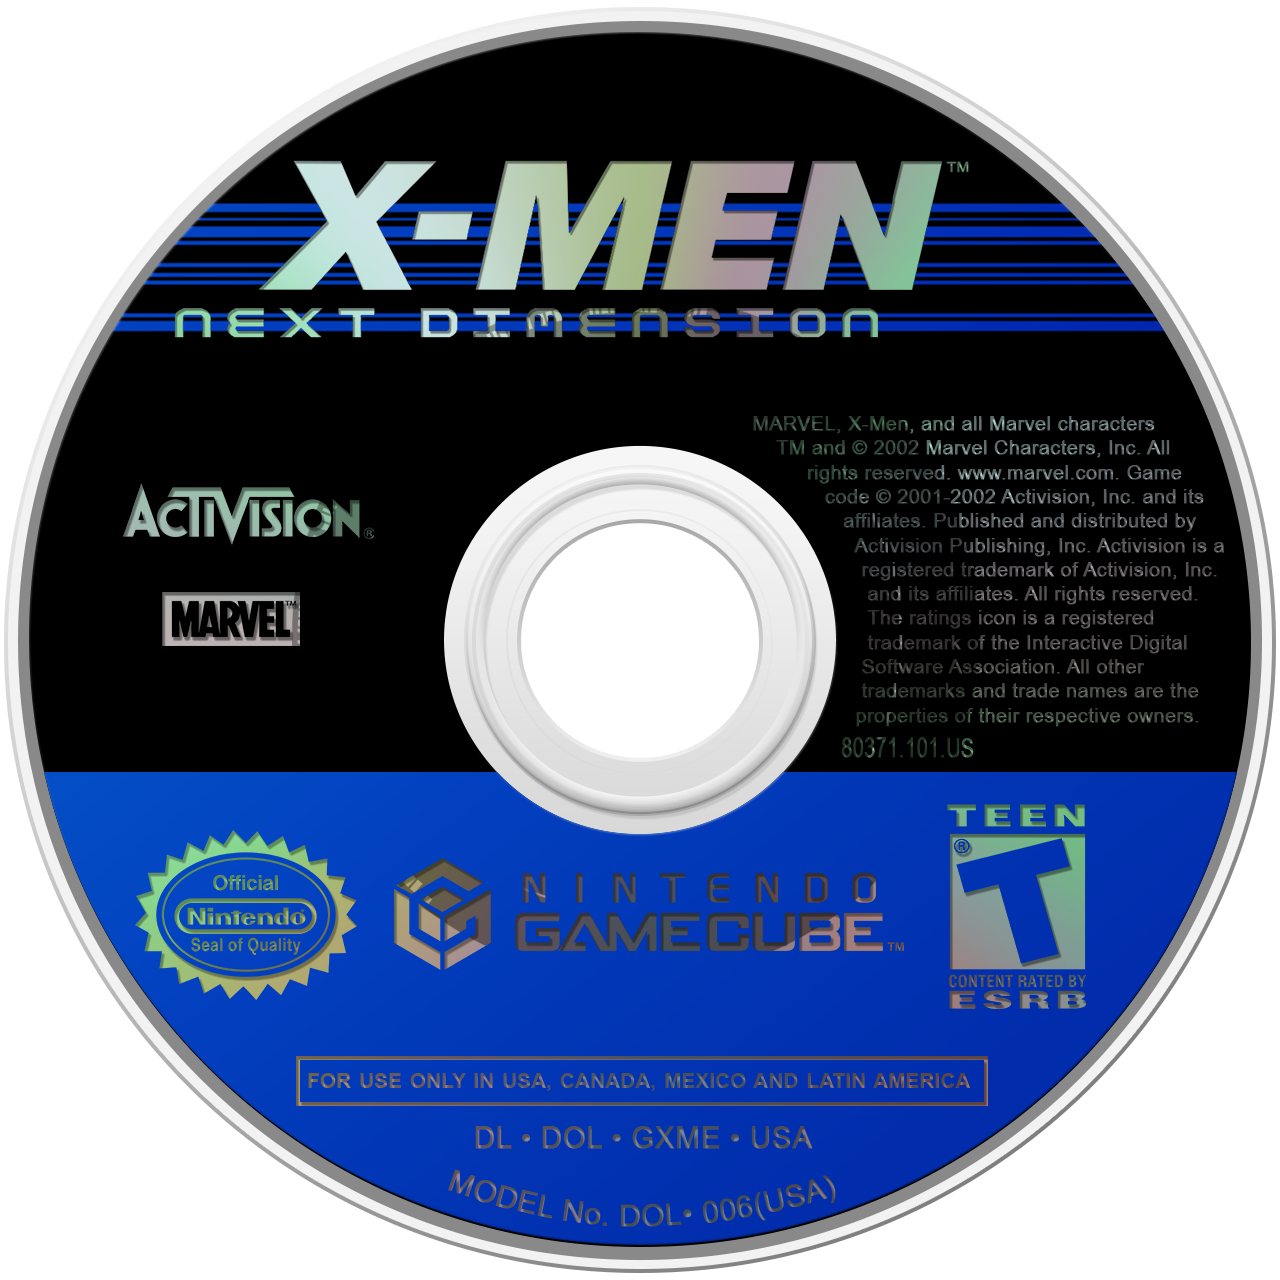 X-MEN™
NEXT DIMENSION
MARVEL, X-Men, and all Marvel characters
TM and © 2002 Marvel Characters, Inc. All
rights reserved. www.marvel.com. Game
code © 2001-2002 Activision, Inc. and its
affiliates. Published and distributed by
Activision Publishing, Inc. Activision is a
registered trademark of Activision, Inc.
and its affiliates. All rights reserved.
The ratings icon is a registered
trademark of the Interactive Digital
Software Association. All other
trademarks and trade names are the
properties of their respective owners.
80371.101.US
ACTIVISION®
MARVEL™
Official
Nintendo®
Seal of Quality
NINTENDO
GAMECUBE™
TEEN
®
T
CONTENT RATED BY
ESRB
FOR USE ONLY IN USA, CANADA, MEXICO AND LATIN AMERICA
DL • DOL • GXME • USA
MODEL No. DOL• 006(USA)